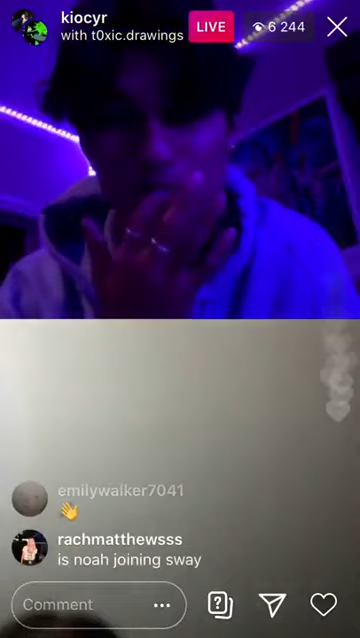 kiocyr
with t0xic.drawings
LIVE
6 244
emilywalker7041
👋
rachmatthewsss
is noah joining sway
Comment